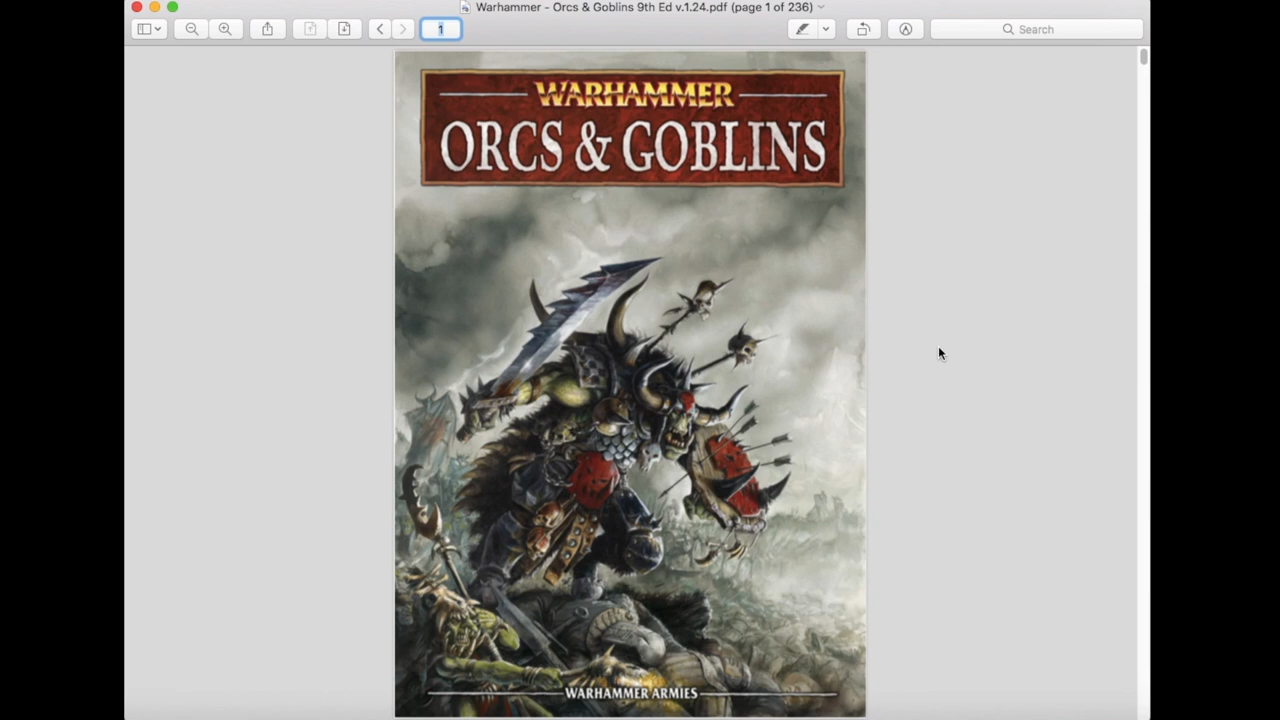 Warhammer - Orcs & Goblins 9th Ed v.1.24.pdf (page 1 of 236)
1
Search
WARHAMMER
ORCS & GOBLINS
WARHAMMER ARMIES